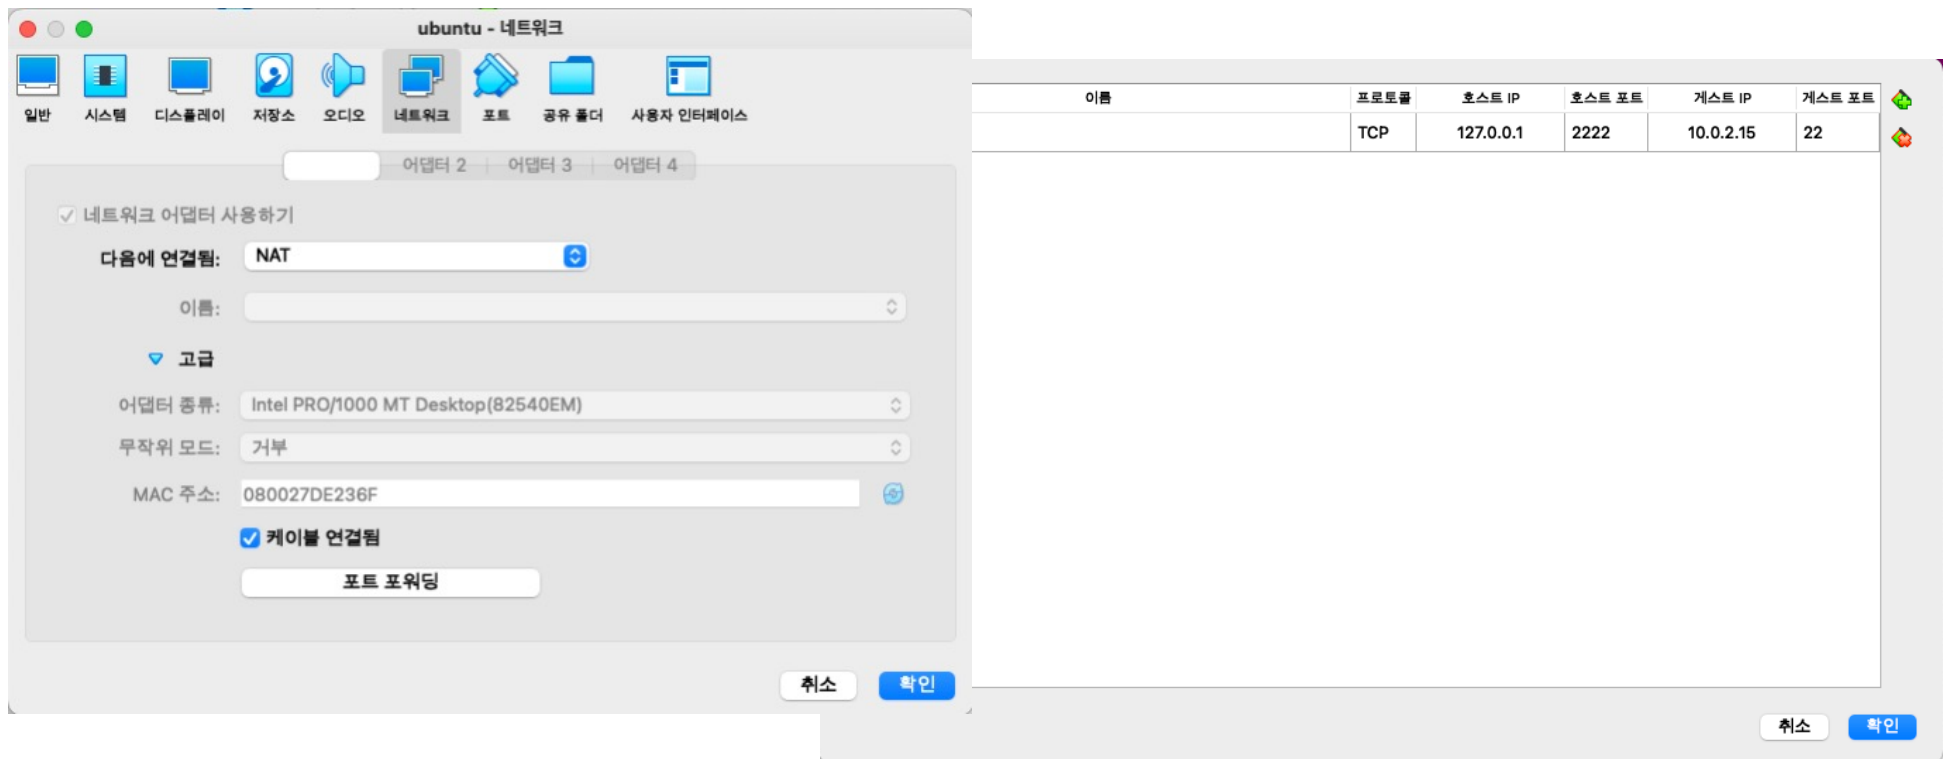 ubuntu - 네트워크
일반 시스템 디스플레이 저장소 오디오 네트워크 포트 공유 폴더 사용자 인터페이스
어댑터 2 어댑터 3 어댑터 4
네트워크 어댑터 사용하기
다음에 연결됨: NAT
이름:
고급
어댑터 종류: Intel PRO/1000 MT Desktop(82540EM)
무작위 모드: 거부
MAC 주소: 080027DE236F
케이블 연결됨
포트 포워딩
취소 확인
이름 프로토콜 호스트 IP 호스트 포트 게스트 IP 게스트 포트
TCP 127.0.0.1 2222 10.0.2.15 22
취소 확인